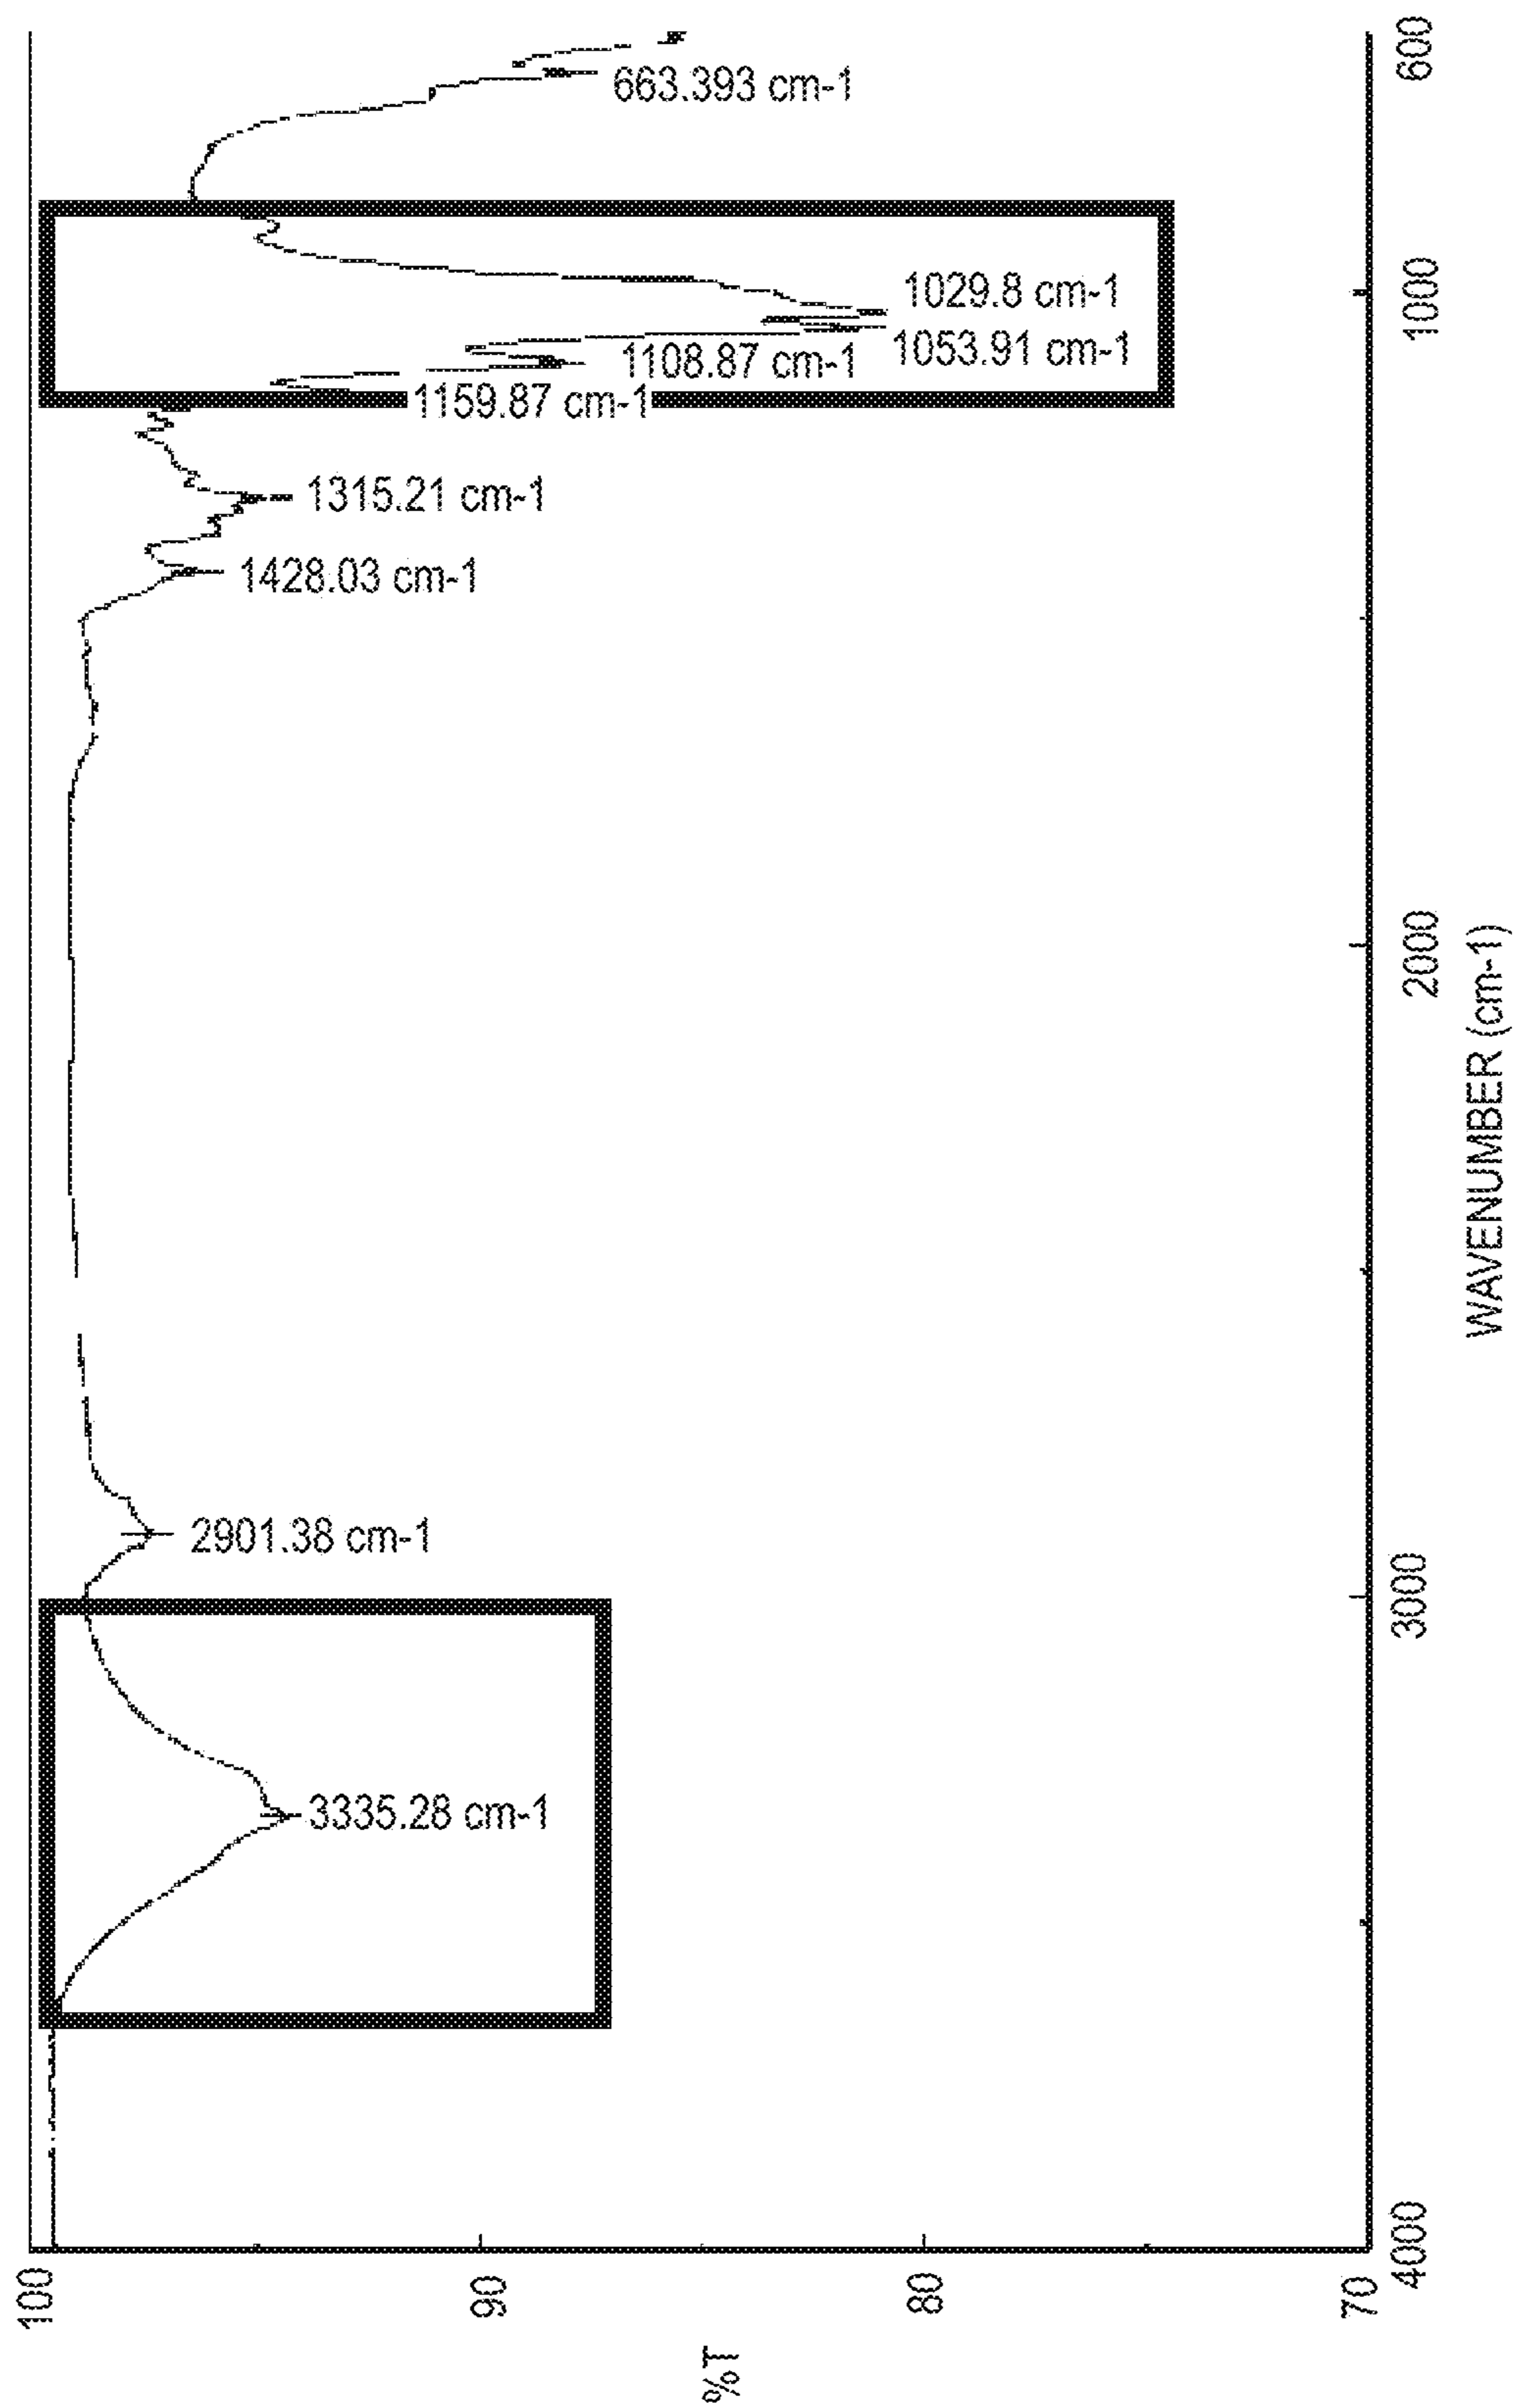 100
90
80
70
%T
4000
3000
2000
1000
600
WAVENUMBER (cm-1)
3335.28 cm-1
2901.38 cm-1
1428.03 cm-1
1315.21 cm-1
1159.87 cm-1
1108.87 cm-1
1053.91 cm-1
1029.8 cm-1
663.393 cm-1